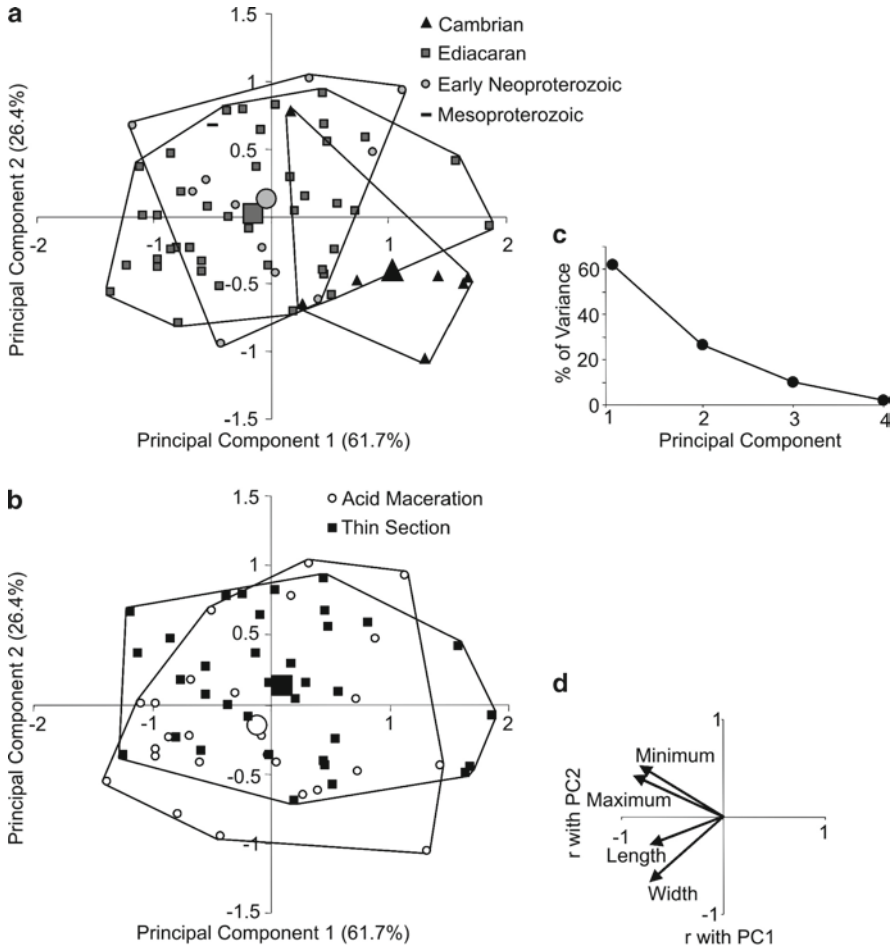 a
1.5
Cambrian
Ediacaran
Early Neoproterozoic
Mesoproterozoic
1
0.5
-2
-1
1
2
-0.5
-1
-1.5
Principal Component 2 (26.4%)
Principal Component 1 (61.7%)
c
60
40
20
0
1
2
3
4
% of Variance
Principal Component
b
1.5
Acid Maceration
Thin Section
1
0.5
-2
-1
1
2
-0.5
-1
-1.5
Principal Component 2 (26.4%)
Principal Component 1 (61.7%)
d
1
Minimum
Maximum
-1
1
Length
Width
-1
r with PC2
r with PC1